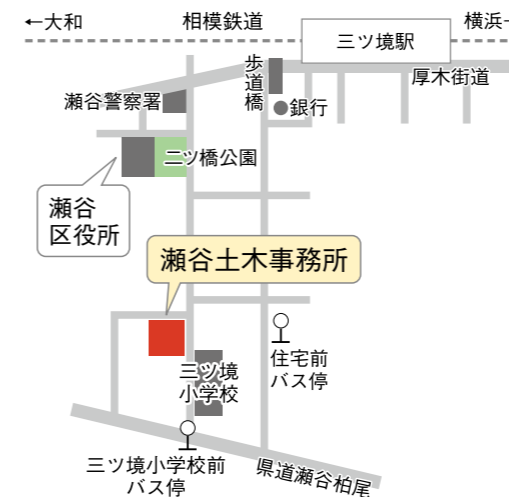 ←大和
相模鉄道
横浜
三ツ境駅
歩道橋
厚木街道
瀬谷警察署
銀行
二ツ橋公園
瀬谷
区役所
瀬谷土木事務所
住宅前
バス停
三ツ境
小学校
三ツ境小学校前
バス停
県道瀬谷柏尾